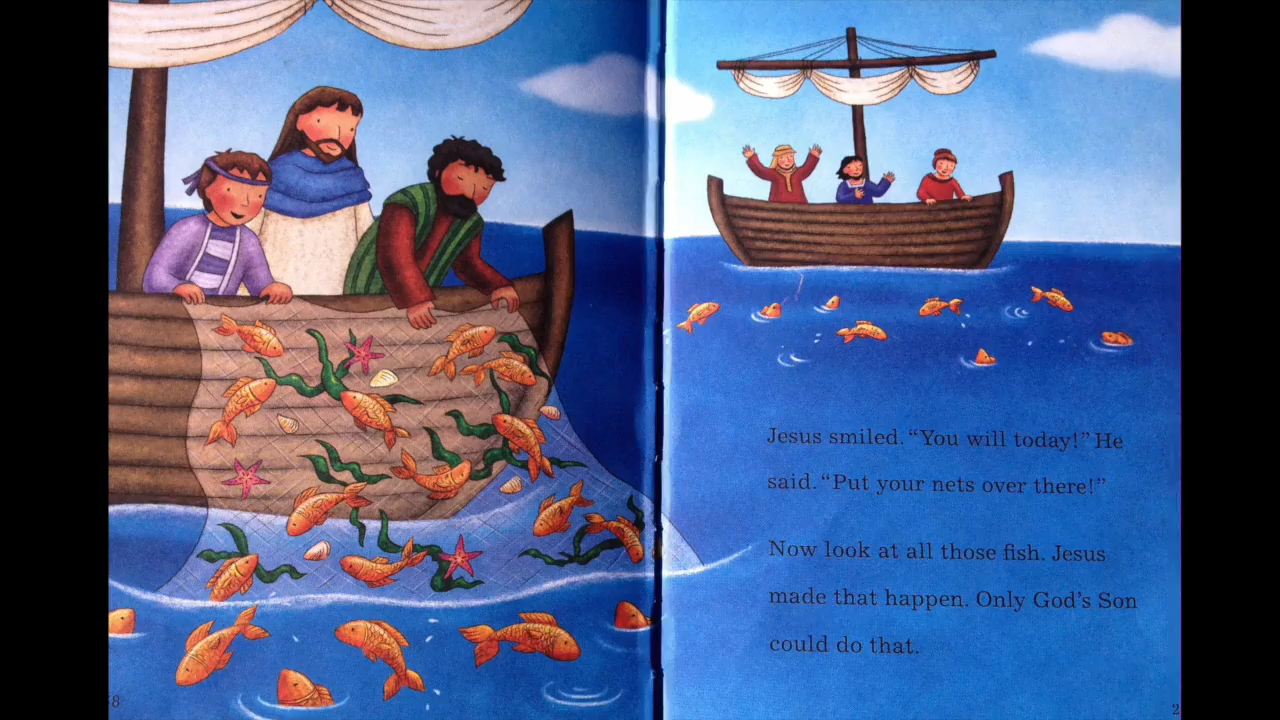 Jesus smiled. “You will today!” He
said. “Put your nets over there!”
Now look at all those fish. Jesus
made that happen. Only God’s Son
could do that.